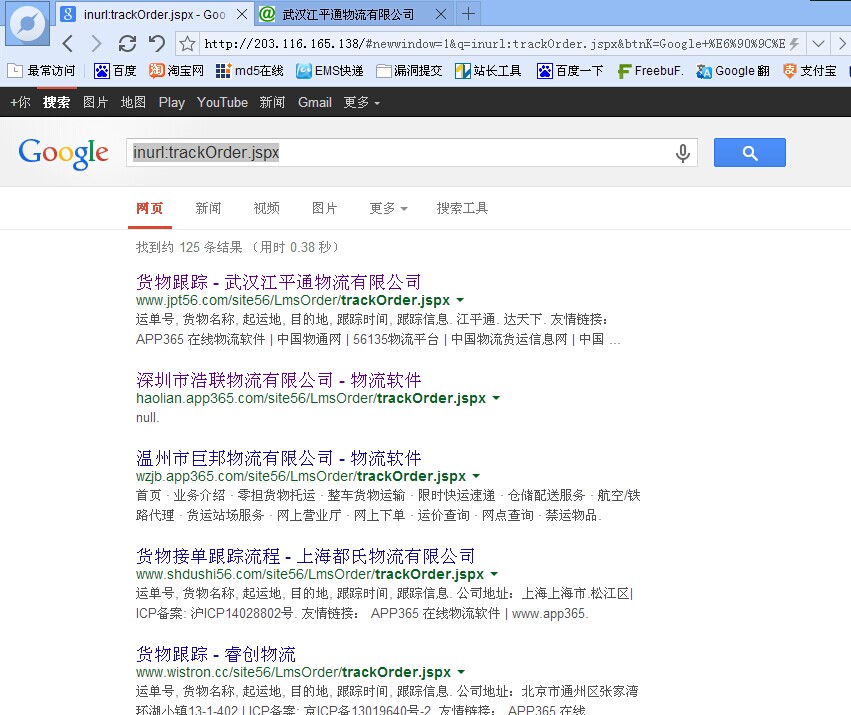 inurl:trackOrder.jspx - Goo
武汉江平通物流有限公司
http://203.116.165.138/#newwindow=1&q=inurl:trackOrder.jspx&btnK=Google+%E6%90%9C%E
最常访问 百度 淘宝网 md5在线 EMS快递 漏洞提交 站长工具 百度一下 FreebuF. Google 翻 支付宝
+你 搜索 图片 地图 Play YouTube 新闻 Gmail 更多
Google
inurl:trackOrder.jspx
网页 新闻 视频 图片 更多 搜索工具
找到约 125 条结果 （用时 0.38 秒）
货物跟踪 - 武汉江平通物流有限公司
www.jpt56.com/site56/LmsOrder/trackOrder.jspx
运单号, 货物名称, 起运地, 目的地, 跟踪时间, 跟踪信息. 江平通. 达天下. 友情链接:
APP365 在线物流软件 | 中国物通网 | 56135物流平台 | 中国物流货运信息网 | 中国 ...
深圳市浩联物流有限公司 - 物流软件
haolian.app365.com/site56/LmsOrder/trackOrder.jspx
null.
温州市巨邦物流有限公司 - 物流软件
wzjb.app365.com/site56/LmsOrder/trackOrder.jspx
首页 · 业务介绍 · 零担货物托运 · 整车货物运输 · 限时快运速递 · 仓储配送服务 · 航空/铁
路代理 · 货运站场服务 · 网上营业厅 · 网上下单 · 运价查询 · 网点查询 · 禁运物品.
货物接单跟踪流程 - 上海都氏物流有限公司
www.shdushi56.com/site56/LmsOrder/trackOrder.jspx
运单号, 货物名称, 起运地, 目的地, 跟踪时间, 跟踪信息. 公司地址：上海上海市.松江区|
ICP备案: 沪ICP14028802号. 友情链接： APP365 在线物流软件 | www.app365.
货物跟踪 - 睿创物流
www.wistron.cc/site56/LmsOrder/trackOrder.jspx
运单号, 货物名称, 起运地, 目的地, 跟踪时间, 跟踪信息. 公司地址：北京市通州区张家湾
环湖小镇13-1-402 | ICP备案: 京ICP备13019640号-2. 友情链接： APP365 在线